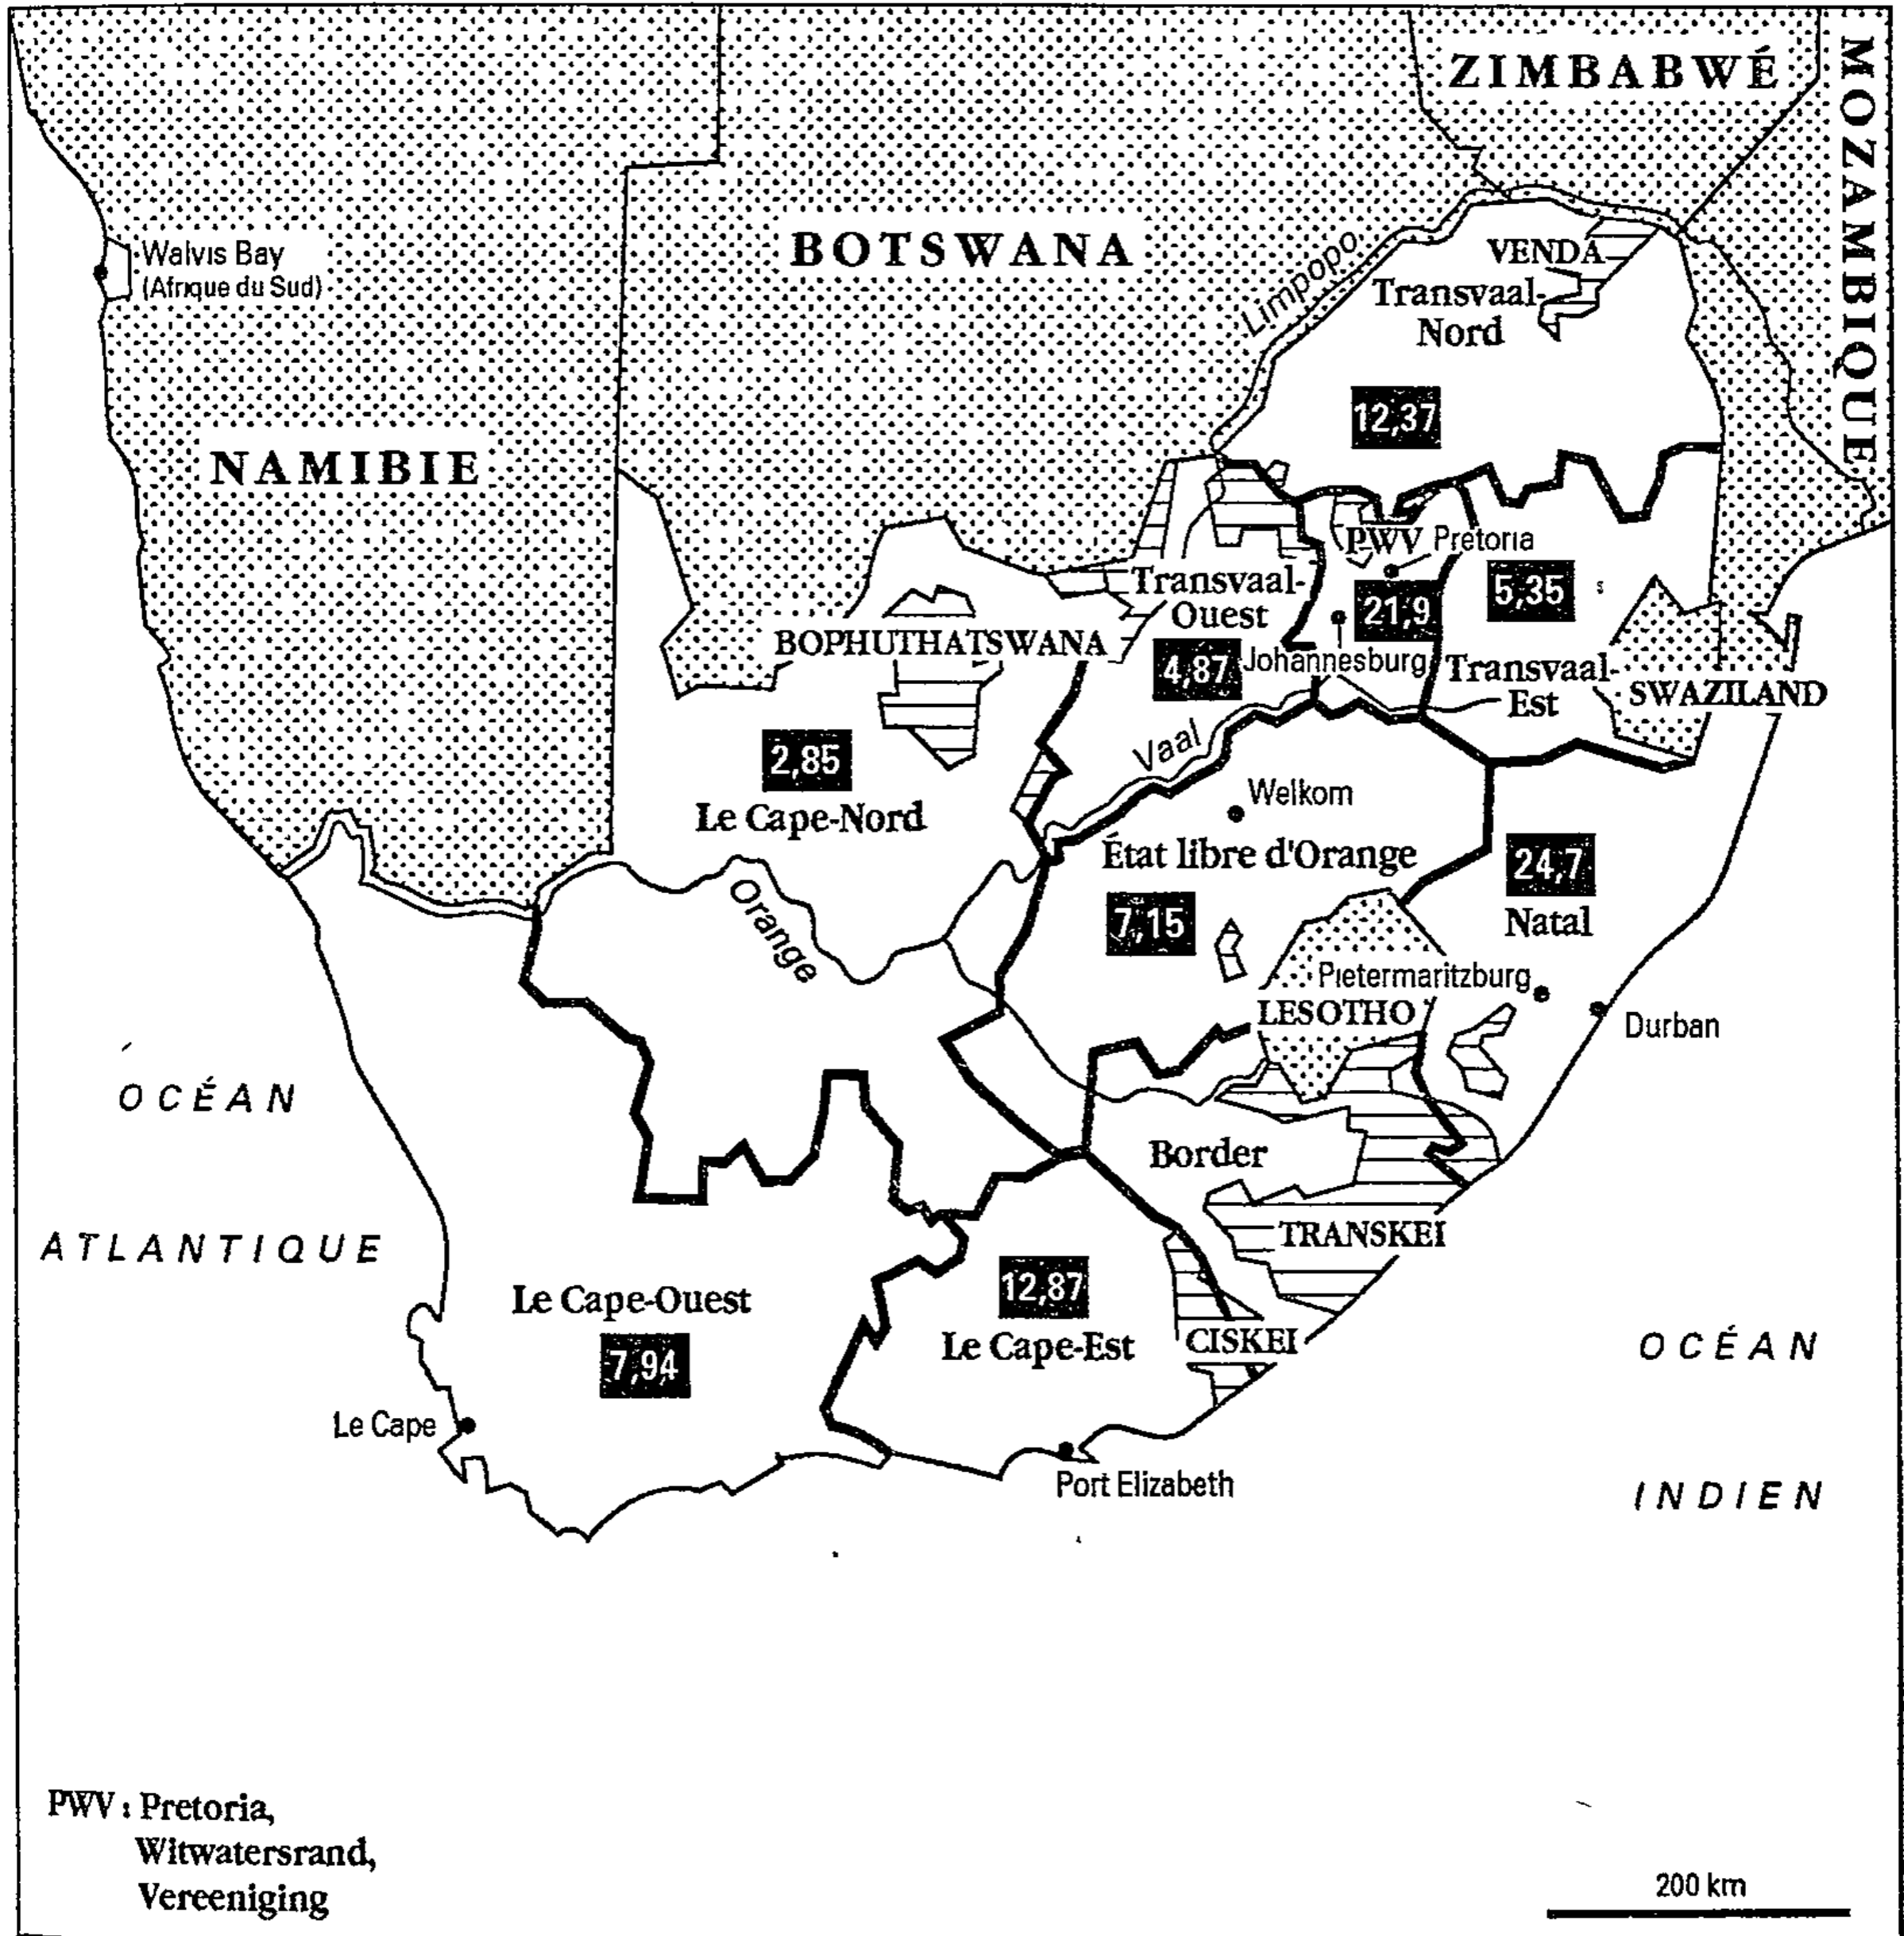 ZIMBABWÉ
MOZAMBIQUE
Walvis Bay
(Afrique du Sud)
BOTSWANA
Limpopo
VENDA
Transvaal-
Nord
12,37
NAMIBIE
PWV
Pretoria
Transvaal-
Ouest
5,35
21,9
BOPHUTHATSWANA
4,87
Johannesburg
Transvaal-
Est
SWAZILAND
Vaal
2,85
Le Cape-Nord
Welkom
État libre d'Orange
24,7
Natal
7,15
Orange
Pietermaritzburg
LESOTHO
Durban
OCÉAN
ATLANTIQUE
Border
TRANSKEI
Le Cape-Ouest
7,94
12,87
Le Cape-Est
CISKEI
OCÉAN
INDIEN
Le Cape
Port Elizabeth
PWV : Pretoria,
Witwatersrand,
Vereeniging
200 km